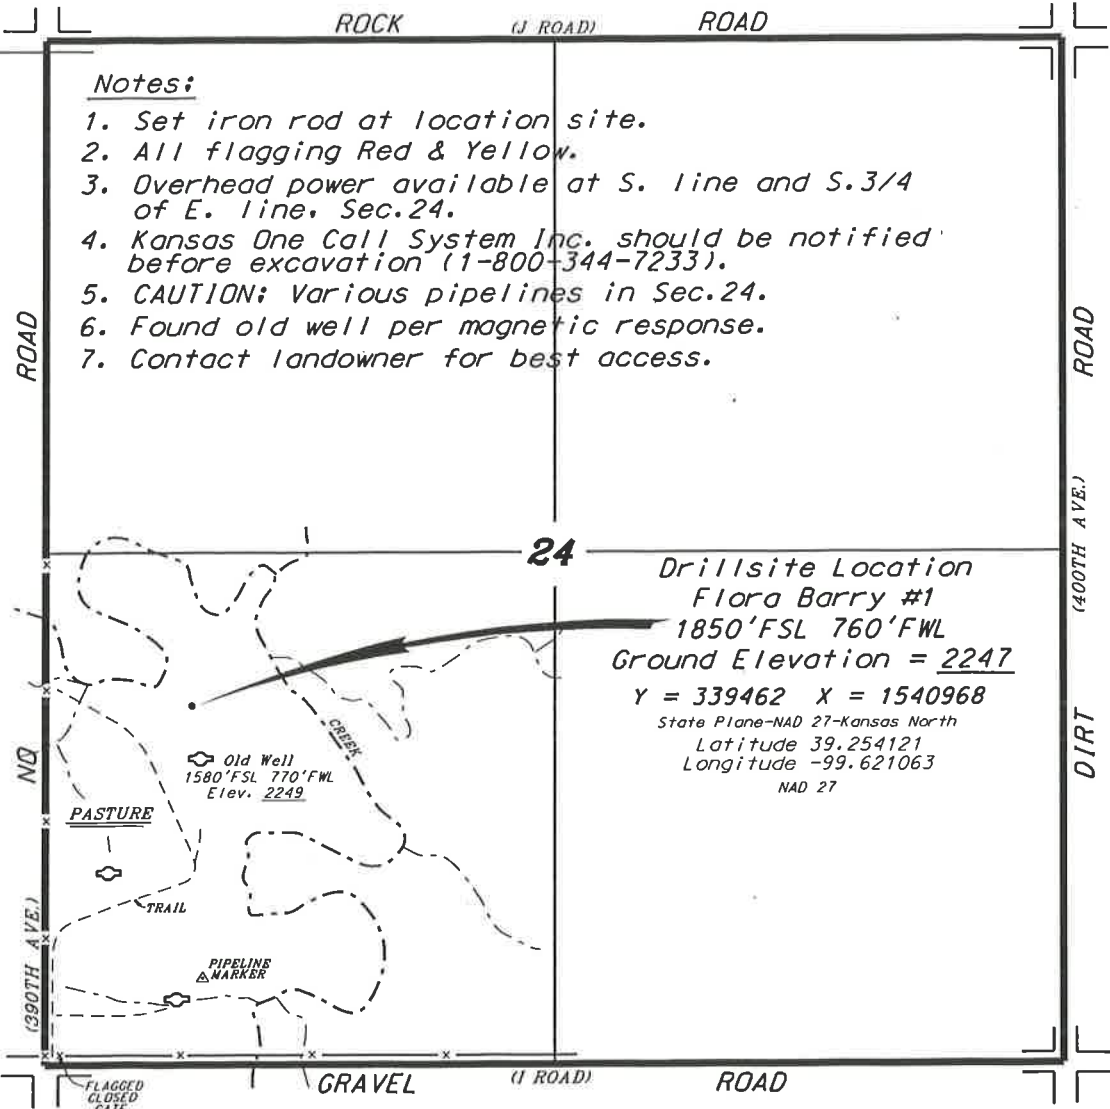 ROCK (J ROAD) ROAD
Notes:
1. Set iron rod at location site.
2. All flagging Red & Yellow.
3. Overhead power available at S. line and S.3/4
of E. line, Sec.24.
4. Kansas One Call System Inc. should be notified
before excavation (1-800-344-7233).
5. CAUTION: Various pipelines in Sec.24.
6. Found old well per magnetic response.
7. Contact landowner for best access.
ROAD
NO
(390TH AVE.)
ROAD
(400TH AVE.)
DIRT
24
Drillsite Location
Flora Barry #1
1850'FSL 760'FWL
Ground Elevation = 2247
Y = 339462 X = 1540968
State Plane-NAD 27-Kansas North
Latitude 39.254121
Longitude -99.621063
NAD 27
CREEK
Old Well
1580'FSL 770'FWL
Elev. 2249
PASTURE
TRAIL
PIPELINE
MARKER
FLAGGED
CLOSED
GATE
GRAVEL (I ROAD) ROAD